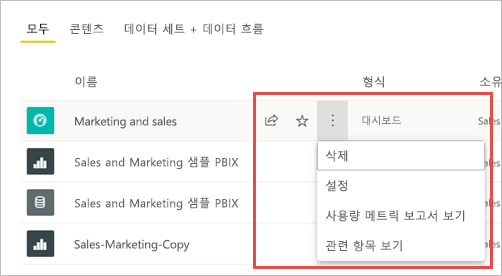 모두 콘텐츠 데이터 세트 + 데이터 흐름
이름 형식 소유
Marketing and sales 대시보드 Sales
Sales and Marketing 샘플 PBIX
Sales and Marketing 샘플 PBIX Sales
Sales-Marketing-Copy Sales
삭제
설정
사용량 메트릭 보고서 보기
관련 항목 보기